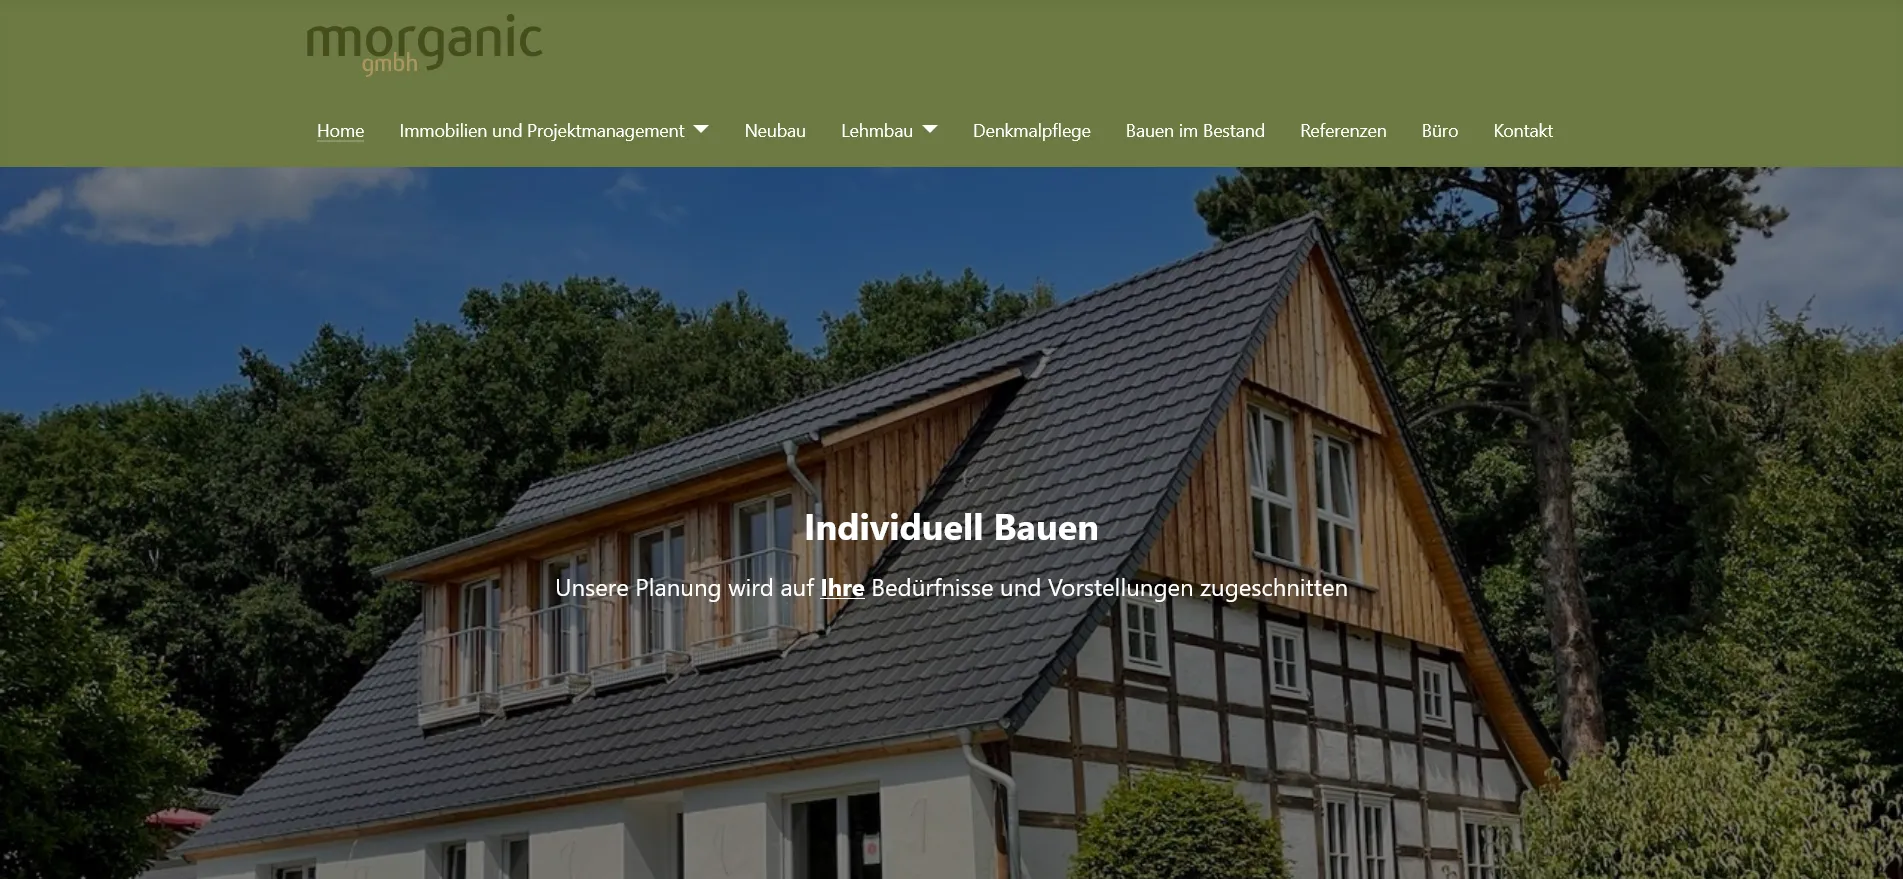 morganic
gmbh
Home Immobilien und Projektmanagement Neubau Lehmbau Denkmalpflege Bauen im Bestand Referenzen Büro Kontakt
Individuell Bauen
Unsere Planung wird auf Ihre Bedürfnisse und Vorstellungen zugeschnitten